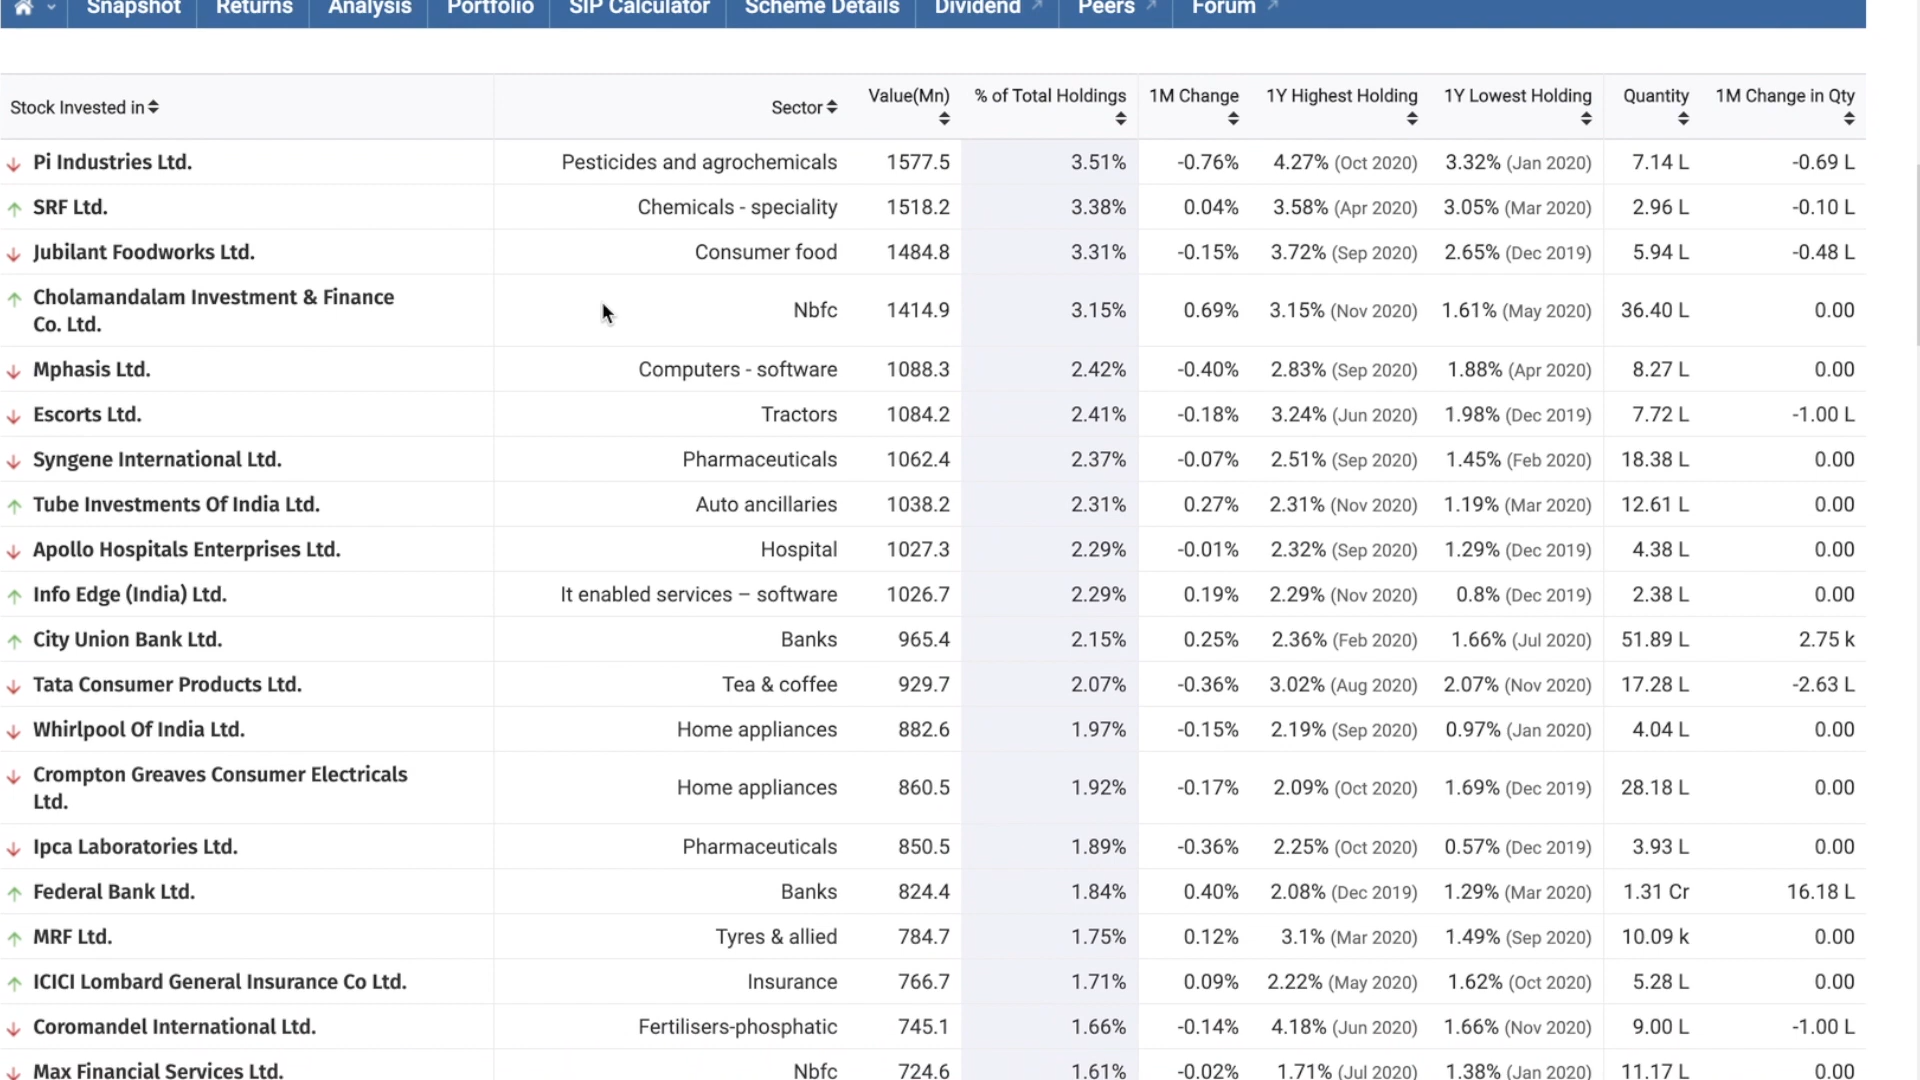 Snapshot Returns Analysis Portfolio SIP Calculator Scheme Details Dividend Peers Forum
Stock Invested in Sector Value(Mn) % of Total Holdings 1M Change 1Y Highest Holding 1Y Lowest Holding Quantity 1M Change in Qty
Pi Industries Ltd. Pesticides and agrochemicals 1577.5 3.51% -0.76% 4.27% (Oct 2020) 3.32% (Jan 2020) 7.14 L -0.69 L
SRF Ltd. Chemicals - speciality 1518.2 3.38% 0.04% 3.58% (Apr 2020) 3.05% (Mar 2020) 2.96 L -0.10 L
Jubilant Foodworks Ltd. Consumer food 1484.8 3.31% -0.15% 3.72% (Sep 2020) 2.65% (Dec 2019) 5.94 L -0.48 L
Cholamandalam Investment & Finance
Co. Ltd. Nbfc 1414.9 3.15% 0.69% 3.15% (Nov 2020) 1.61% (May 2020) 36.40 L 0.00
Mphasis Ltd. Computers - software 1088.3 2.42% -0.40% 2.83% (Sep 2020) 1.88% (Apr 2020) 8.27 L 0.00
Escorts Ltd. Tractors 1084.2 2.41% -0.18% 3.24% (Jun 2020) 1.98% (Dec 2019) 7.72 L -1.00 L
Syngene International Ltd. Pharmaceuticals 1062.4 2.37% -0.07% 2.51% (Sep 2020) 1.45% (Feb 2020) 18.38 L 0.00
Tube Investments Of India Ltd. Auto ancillaries 1038.2 2.31% 0.27% 2.31% (Nov 2020) 1.19% (Mar 2020) 12.61 L 0.00
Apollo Hospitals Enterprises Ltd. Hospital 1027.3 2.29% -0.01% 2.32% (Sep 2020) 1.29% (Dec 2019) 4.38 L 0.00
Info Edge (India) Ltd. It enabled services – software 1026.7 2.29% 0.19% 2.29% (Nov 2020) 0.8% (Dec 2019) 2.38 L 0.00
City Union Bank Ltd. Banks 965.4 2.15% 0.25% 2.36% (Feb 2020) 1.66% (Jul 2020) 51.89 L 2.75 k
Tata Consumer Products Ltd. Tea & coffee 929.7 2.07% -0.36% 3.02% (Aug 2020) 2.07% (Nov 2020) 17.28 L -2.63 L
Whirlpool Of India Ltd. Home appliances 882.6 1.97% -0.15% 2.19% (Sep 2020) 0.97% (Jan 2020) 4.04 L 0.00
Crompton Greaves Consumer Electricals
Ltd. Home appliances 860.5 1.92% -0.17% 2.09% (Oct 2020) 1.69% (Dec 2019) 28.18 L 0.00
Ipca Laboratories Ltd. Pharmaceuticals 850.5 1.89% -0.36% 2.25% (Oct 2020) 0.57% (Dec 2019) 3.93 L 0.00
Federal Bank Ltd. Banks 824.4 1.84% 0.40% 2.08% (Dec 2019) 1.29% (Mar 2020) 1.31 Cr 16.18 L
MRF Ltd. Tyres & allied 784.7 1.75% 0.12% 3.1% (Mar 2020) 1.49% (Sep 2020) 10.09 k 0.00
ICICI Lombard General Insurance Co Ltd. Insurance 766.7 1.71% 0.09% 2.22% (May 2020) 1.62% (Oct 2020) 5.28 L 0.00
Coromandel International Ltd. Fertilisers-phosphatic 745.1 1.66% -0.14% 4.18% (Jun 2020) 1.66% (Nov 2020) 9.00 L -1.00 L
Max Financial Services Ltd. Nbfc 724.6 1.61% -0.02% 1.71% (Jul 2020) 1.38% (Jan 2020) 11.17 L 0.00